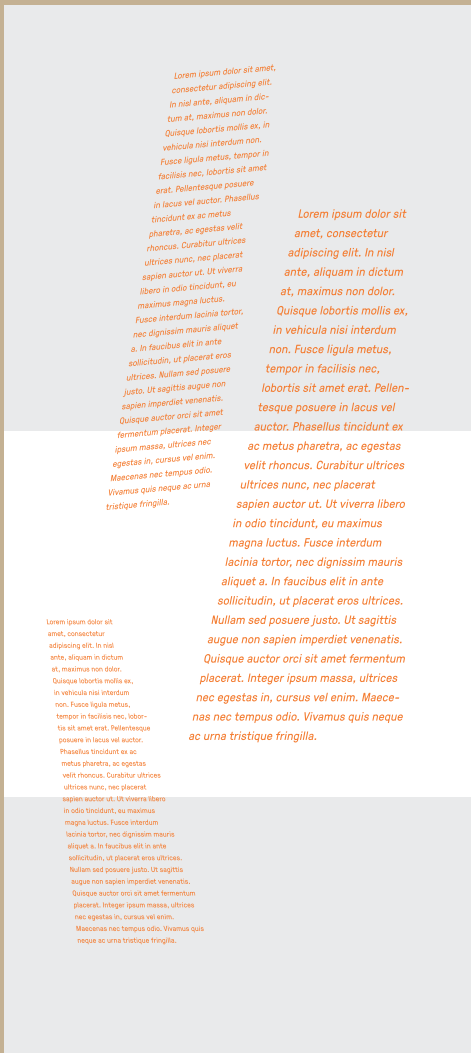 Lorem ipsum dolor sit amet,
consectetur adipiscing elit.
In nisl ante, aliquam in dic-
tum at, maximus non dolor.
Quisque lobortis mollis ex, in
vehicula nisi interdum non.
Fusce ligula metus, tempor in
facilisis nec, lobortis sit amet
erat. Pellentesque posuere
in lacus vel auctor. Phasellus
tincidunt ex ac metus
pharetra, ac egestas velit
rhoncus. Curabitur ultrices
ultrices nunc, nec placerat
sapien auctor ut. Ut viverra
libero in odio tincidunt, eu
maximus magna luctus.
Fusce interdum lacinia tortor,
nec dignissim mauris aliquet
a. In faucibus elit in ante
sollicitudin, ut placerat eros
ultrices. Nullam sed posuere
justo. Ut sagittis augue non
sapien imperdiet venenatis.
Quisque auctor orci sit amet
fermentum placerat. Integer
ipsum massa, ultrices nec
egestas in, cursus vel enim.
Maecenas nec tempus odio.
Vivamus quis neque ac urna
tristique fringilla.
Lorem ipsum dolor sit
amet, consectetur
adipiscing elit. In nisl
ante, aliquam in dictum
at, maximus non dolor.
Quisque lobortis mollis ex,
in vehicula nisi interdum
non. Fusce ligula metus,
tempor in facilisis nec,
lobortis sit amet erat. Pellen-
tesque posuere in lacus vel
auctor. Phasellus tincidunt ex
ac metus pharetra, ac egestas
velit rhoncus. Curabitur ultrices
ultrices nunc, nec placerat
sapien auctor ut. Ut viverra libero
in odio tincidunt, eu maximus
magna luctus. Fusce interdum
lacinia tortor, nec dignissim mauris
aliquet a. In faucibus elit in ante
sollicitudin, ut placerat eros ultrices.
Nullam sed posuere justo. Ut sagittis
augue non sapien imperdiet venenatis.
Quisque auctor orci sit amet fermentum
placerat. Integer ipsum massa, ultrices
nec egestas in, cursus vel enim. Maece-
nas nec tempus odio. Vivamus quis neque
ac urna tristique fringilla.
Lorem ipsum dolor sit
amet, consectetur
adipiscing elit. In nisl
ante, aliquam in dictum
at, maximus non dolor.
Quisque lobortis mollis ex,
in vehicula nisi interdum
non. Fusce ligula metus,
tempor in facilisis nec, lobor-
tis sit amet erat. Pellentesque
posuere in lacus vel auctor.
Phasellus tincidunt ex ac
metus pharetra, ac egestas
velit rhoncus. Curabitur ultrices
ultrices nunc, nec placerat
sapien auctor ut. Ut viverra libero
in odio tincidunt, eu maximus
magna luctus. Fusce interdum
lacinia tortor, nec dignissim mauris
aliquet a. In faucibus elit in ante
sollicitudin, ut placerat eros ultrices.
Nullam sed posuere justo. Ut sagittis
augue non sapien imperdiet venenatis.
Quisque auctor orci sit amet fermentum
placerat. Integer ipsum massa, ultrices
nec egestas in, cursus vel enim.
Maecenas nec tempus odio. Vivamus quis
neque ac urna tristique fringilla.